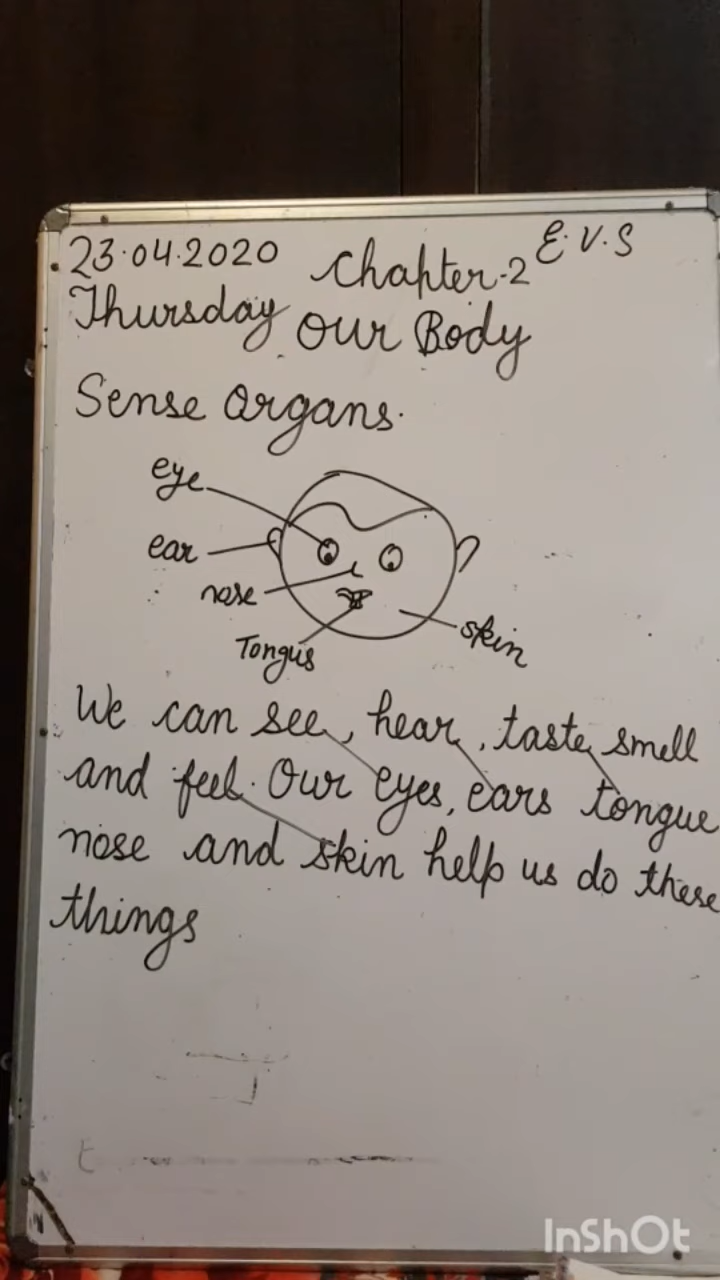 23.04.2020 Chapter-2 E.V.S
Thursday Our Body
Sense Organs.
eye
ear
nose
Tongus
skin
We can see, hear, taste, smell
and feel. Our eyes, ears tongue
nose and skin help us do these
things
InShOt